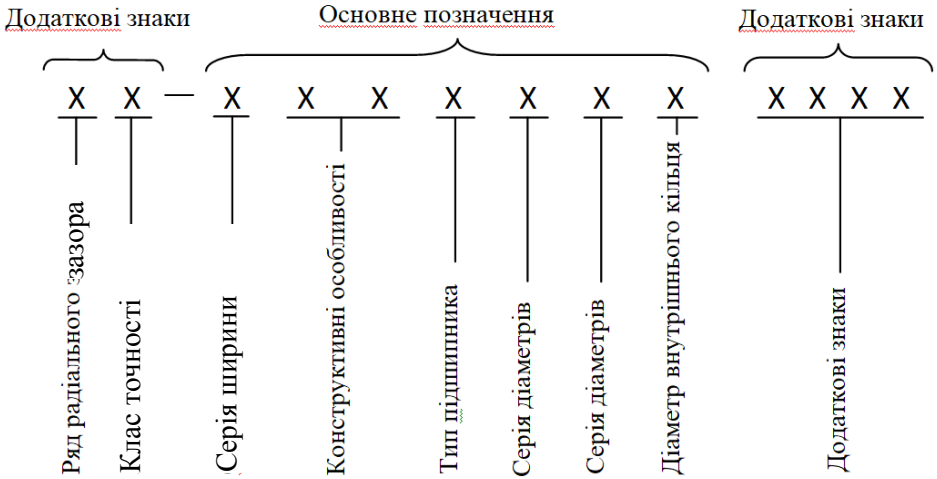 Додаткові знаки
Основне позначення
Додаткові знаки
X X — X X X X X X X X X X X
Ряд радіального зазора
Клас точності
Серія ширини
Конструктивні особливості
Тип підшипника
Серія діаметрів
Серія діаметрів
Діаметр внутрішнього кільця
Додаткові знаки